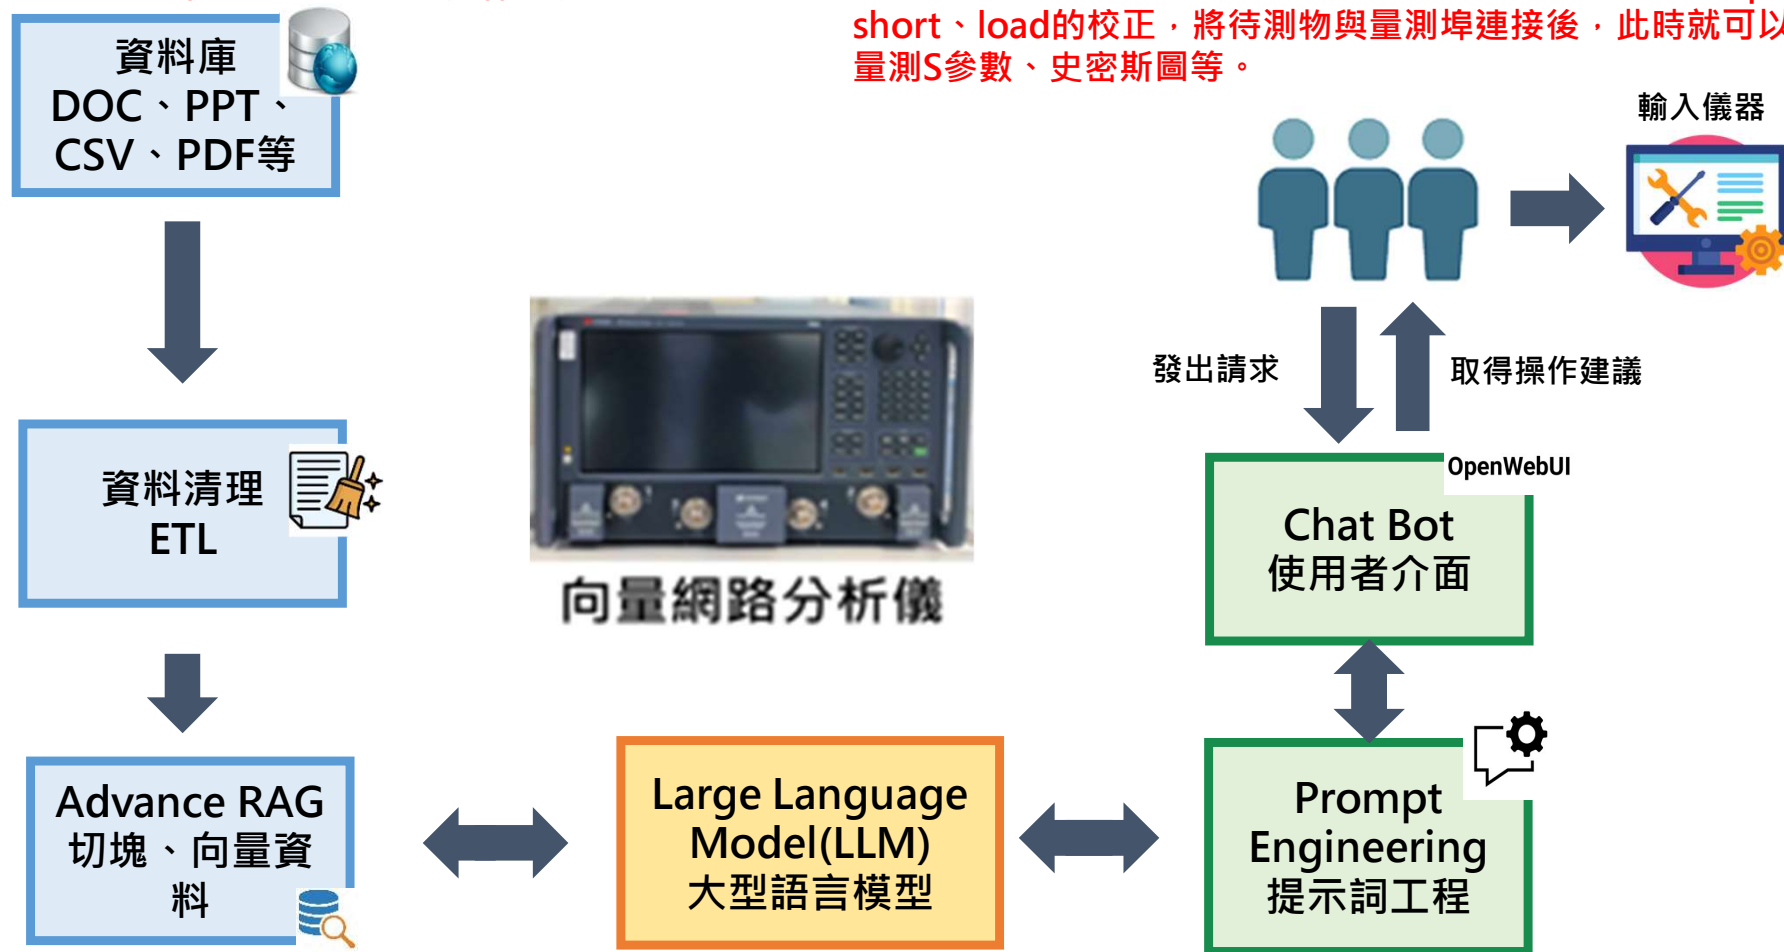 short、load的校正，將待測物與量測埠連接後，此時就可以
量測S參數、史密斯圖等。
資料庫
DOC、PPT、
CSV、PDF等
資料清理
ETL
Advance RAG
切塊、向量資
料
向量網路分析儀
Large Language
Model(LLM)
大型語言模型
輸入儀器
發出請求
取得操作建議
OpenWebUI
Chat Bot
使用者介面
Prompt
Engineering
提示詞工程